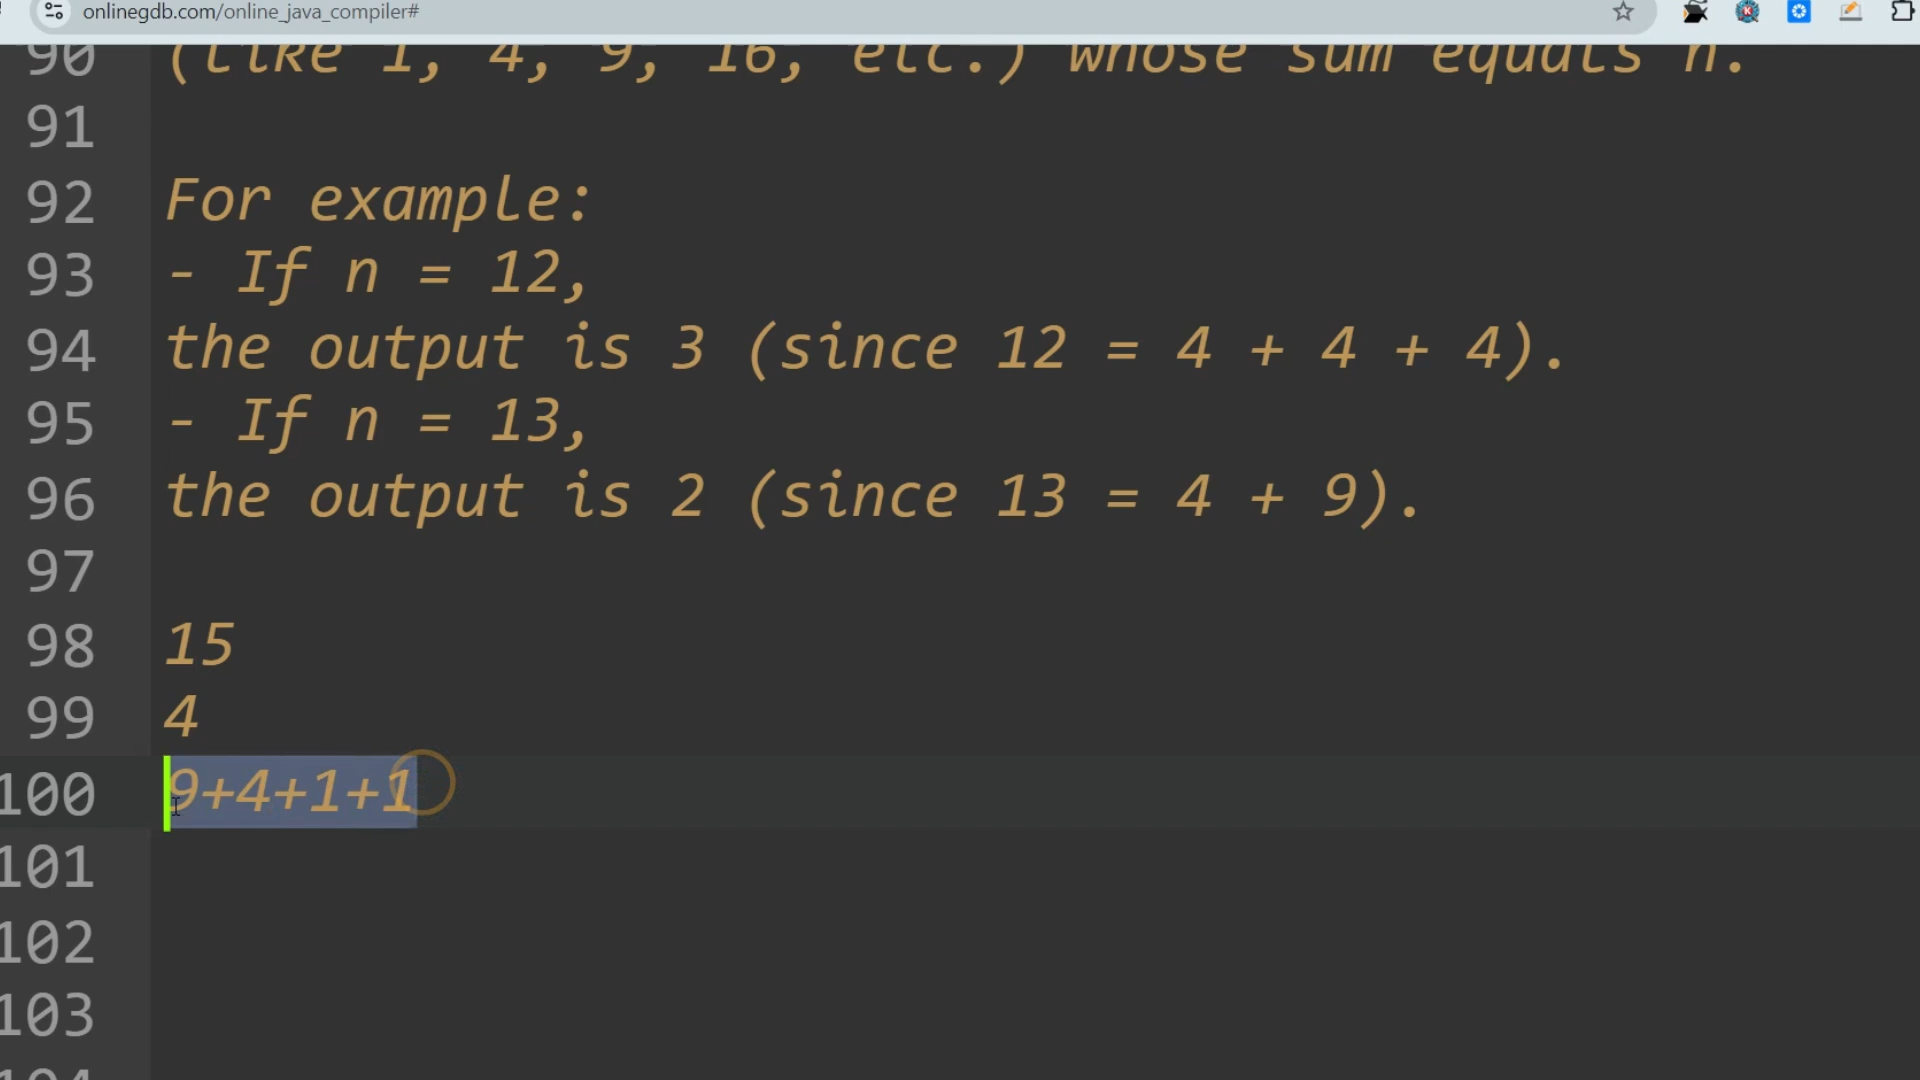 onlinegdb.com/online_java_compiler#
90 (like 1, 4, 9, 16, etc.) whose sum equals n.
91
92 For example:
93 - If n = 12,
94 the output is 3 (since 12 = 4 + 4 + 4).
95 - If n = 13,
96 the output is 2 (since 13 = 4 + 9).
97
98 15
99 4
100 9+4+1+1
101
102
103
104